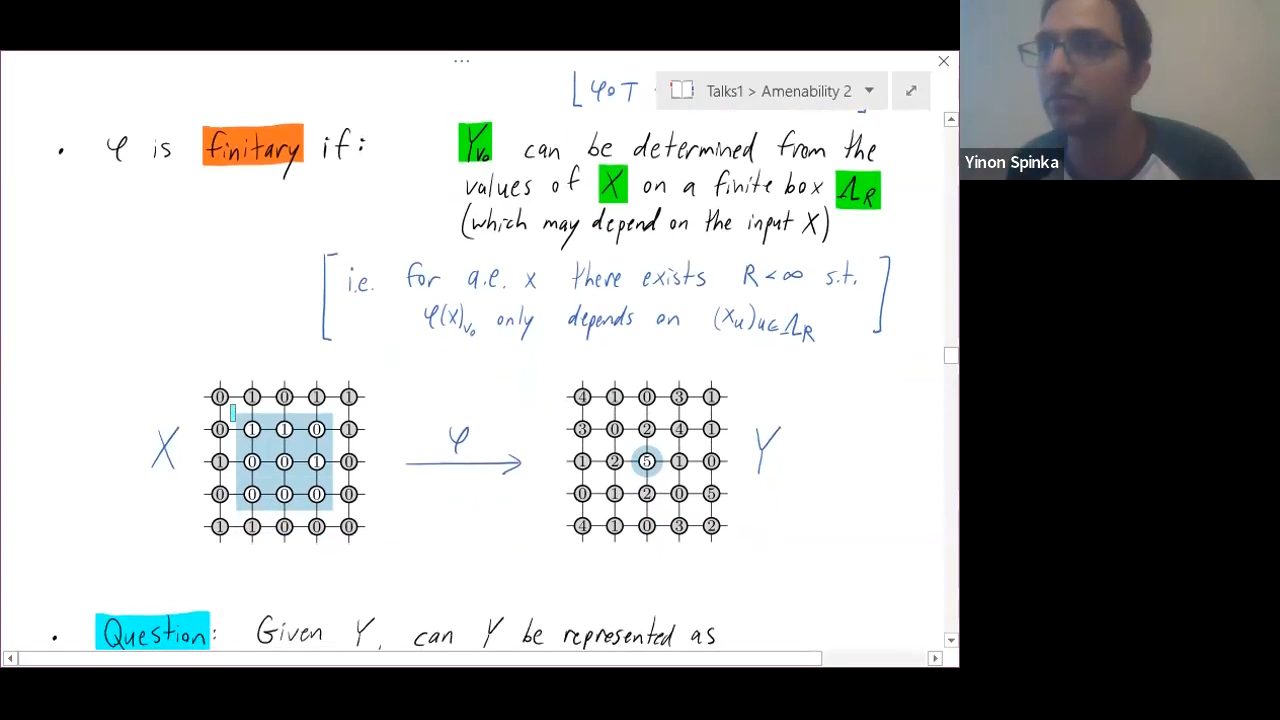 [φ∘T
Talks1 > Amenability 2
• φ is finitary if: Y_{v₀} can be determined from the
values of X on a finite box Λ_R
(which may depend on the input X)
[i.e. for a.e. x there exists R < ∞ s.t.
φ(x)_{v₀} only depends on (x_u)_{u∈Λ_R}]
0 1 0 1 1
0 1 1 0 1
1 0 0 1 0
0 0 0 0 0
1 1 0 0 0
X
φ
4 1 0 3 1
3 0 2 4 1
1 2 5 1 0
0 1 2 0 5
4 1 0 3 2
Y
• Question: Given Y, can Y be represented as
Yinon Spinka